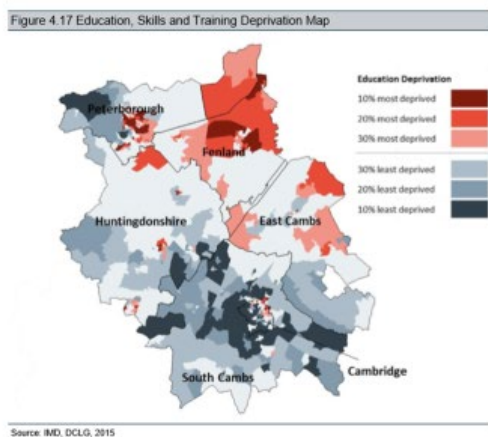 Figure 4.17 Education, Skills and Training Deprivation Map
Education Deprivation
10% most deprived
20% most deprived
30% most deprived
30% least deprived
20% least deprived
10% least deprived
Peterborough
Fenland
Huntingdonshire
East Cambs
South Cambs
Cambridge
Source: IMD, DCLG, 2015